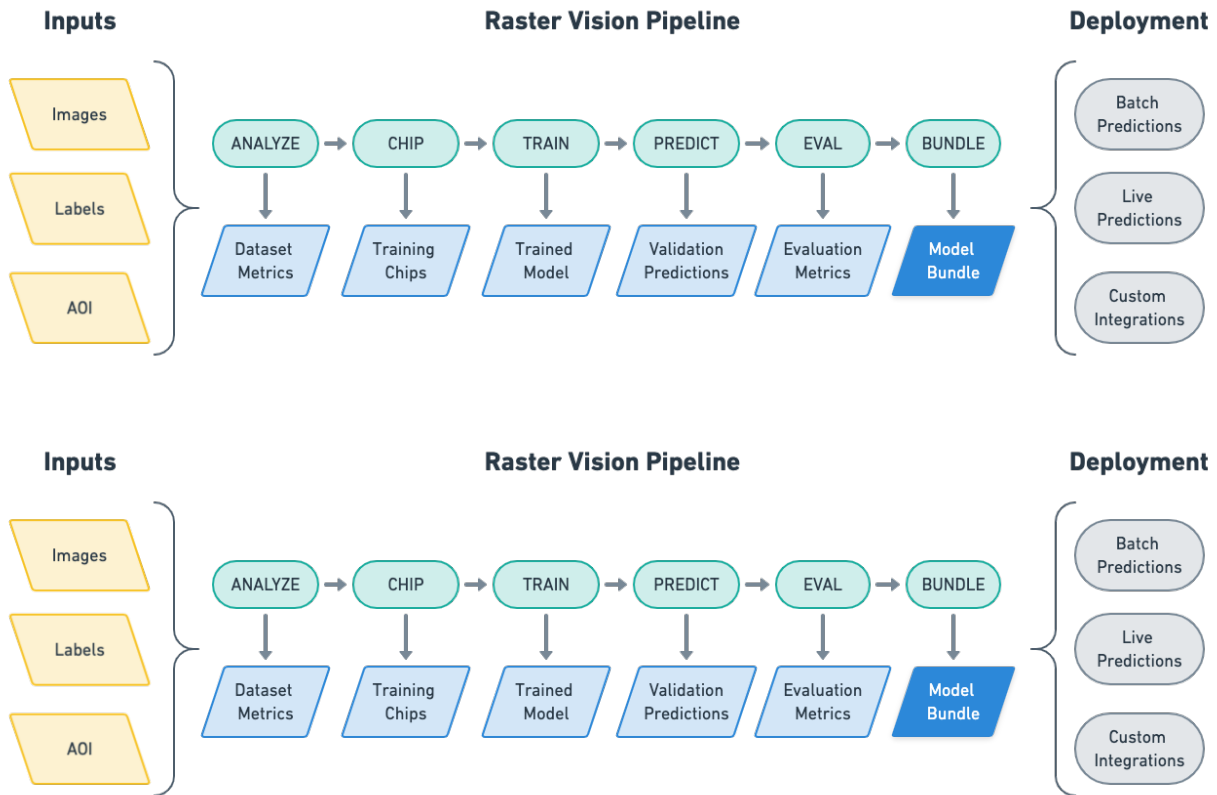 Inputs
Raster Vision Pipeline
Deployment
Images
Labels
AOI
ANALYZE
CHIP
TRAIN
PREDICT
EVAL
BUNDLE
Dataset
Metrics
Training
Chips
Trained
Model
Validation
Predictions
Evaluation
Metrics
Model
Bundle
Batch
Predictions
Live
Predictions
Custom
Integrations
Inputs
Raster Vision Pipeline
Deployment
Images
Labels
AOI
ANALYZE
CHIP
TRAIN
PREDICT
EVAL
BUNDLE
Dataset
Metrics
Training
Chips
Trained
Model
Validation
Predictions
Evaluation
Metrics
Model
Bundle
Batch
Predictions
Live
Predictions
Custom
Integrations